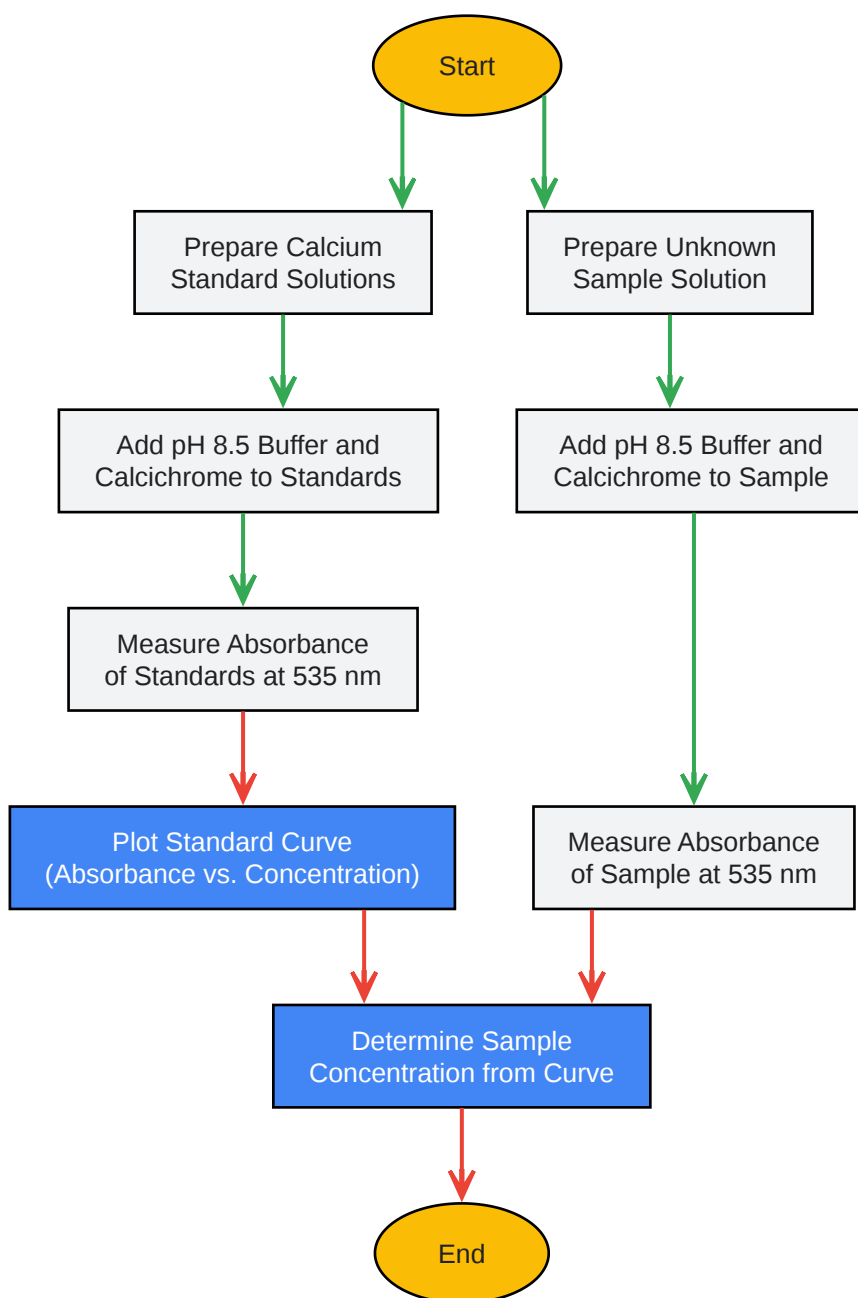 Start
Prepare Calcium
Standard Solutions
Prepare Unknown
Sample Solution
Add pH 8.5 Buffer and
Calcichrome to Standards
Add pH 8.5 Buffer and
Calcichrome to Sample
Measure Absorbance
of Standards at 535 nm
Plot Standard Curve
(Absorbance vs. Concentration)
Measure Absorbance
of Sample at 535 nm
Determine Sample
Concentration from Curve
End